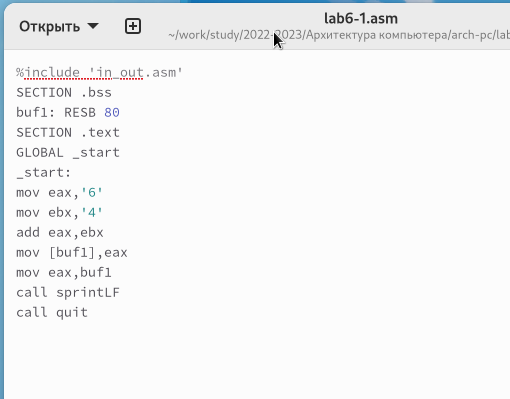 Открыть
lab6-1.asm
~/work/study/2022-2023/Архитектура компьютера/arch-pc/lab
%include 'in_out.asm'
SECTION .bss
buf1: RESB 80
SECTION .text
GLOBAL _start
_start:
mov eax,'6'
mov ebx,'4'
add eax,ebx
mov [buf1],eax
mov eax,buf1
call sprintLF
call quit